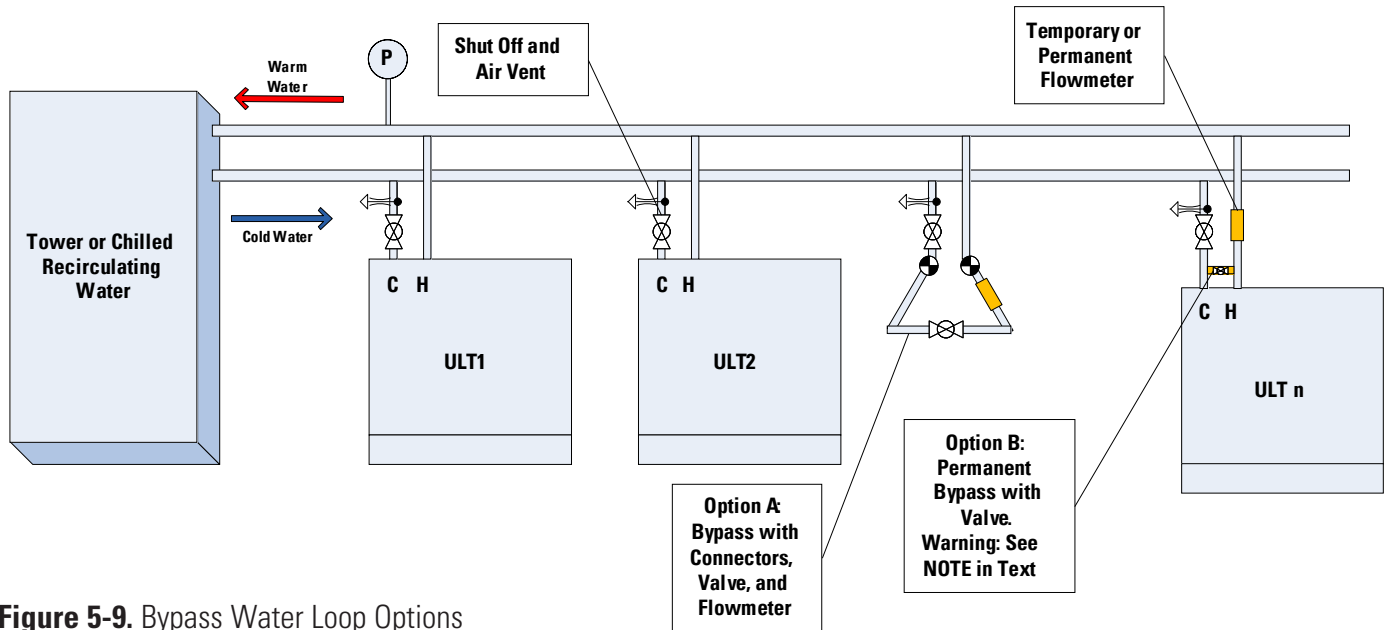 Warm
Water
P
Shut Off and
Air Vent
Temporary or
Permanent
Flowmeter
Tower or Chilled
Recirculating
Water
Cold Water
C H
ULT1
C H
ULT2
C H
ULT n
Option A:
Bypass with
Connectors,
Valve, and
Flowmeter
Option B:
Permanent
Bypass with
Valve.
Warning: See
NOTE in Text
Figure 5-9. Bypass Water Loop Options